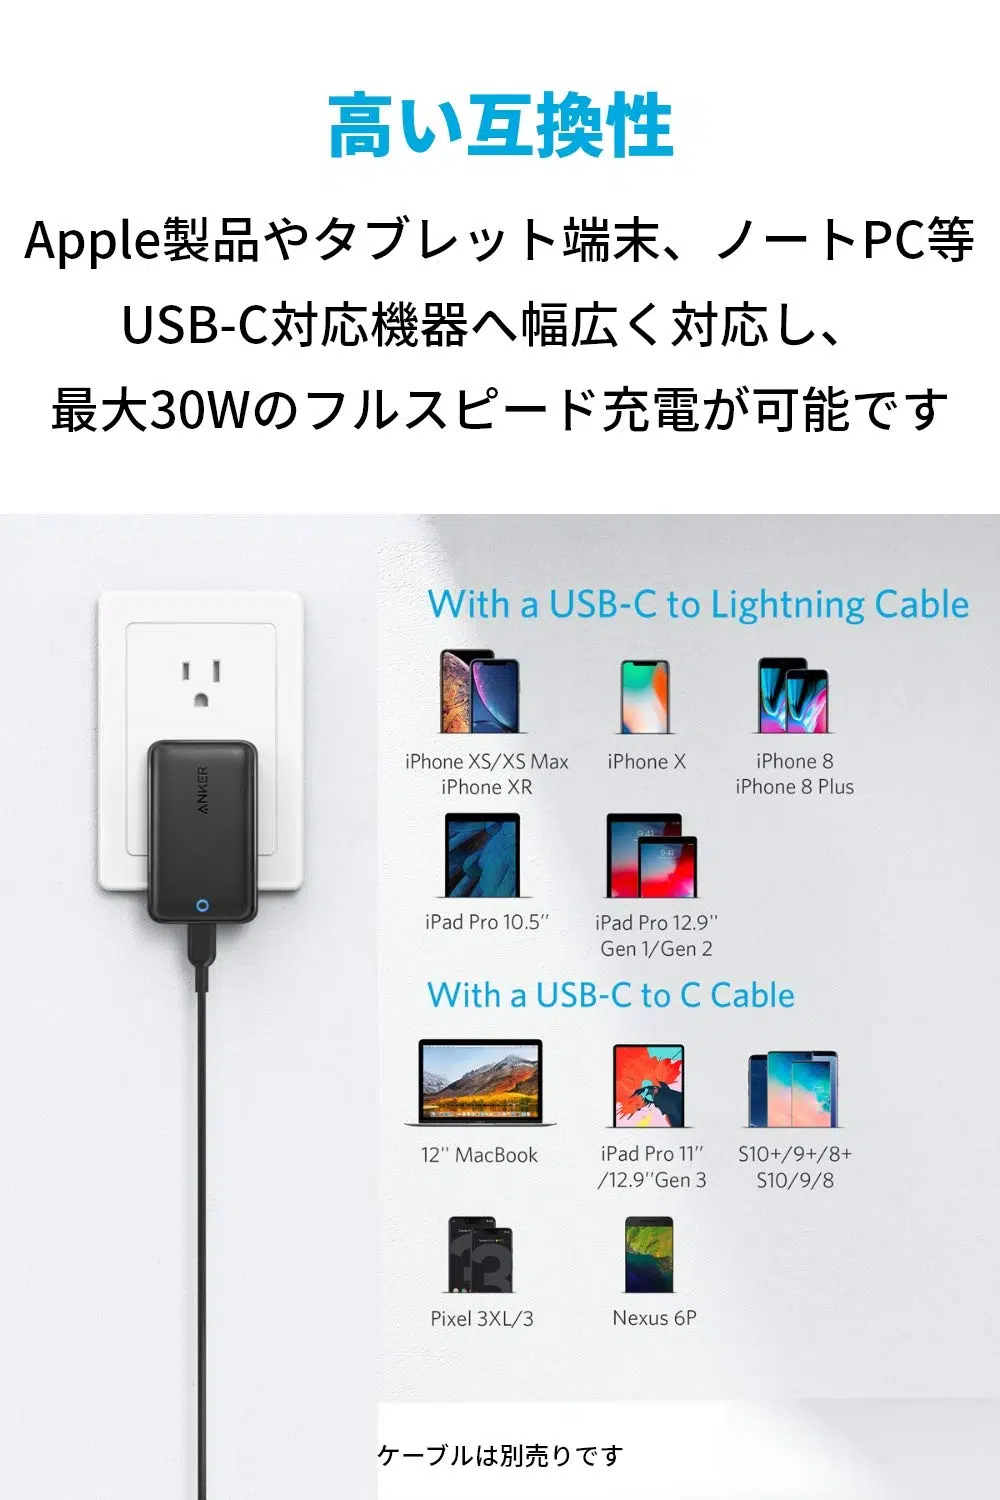 高い互換性
Apple製品やタブレット端末、ノートPC等
USB-C対応機器へ幅広く対応し、
最大30Wのフルスピード充電が可能です
With a USB-C to Lightning Cable
iPhone XS/XS Max
iPhone XR
iPhone X
iPhone 8
iPhone 8 Plus
ANKER
9:41
9:41
iPad Pro 10.5''
iPad Pro 12.9''
Gen 1/Gen 2
With a USB-C to C Cable
12'' MacBook
iPad Pro 11''
/12.9''Gen 3
S10+/9+/8+
S10/9/8
Pixel 3XL/3
Nexus 6P
ケーブルは別売りです